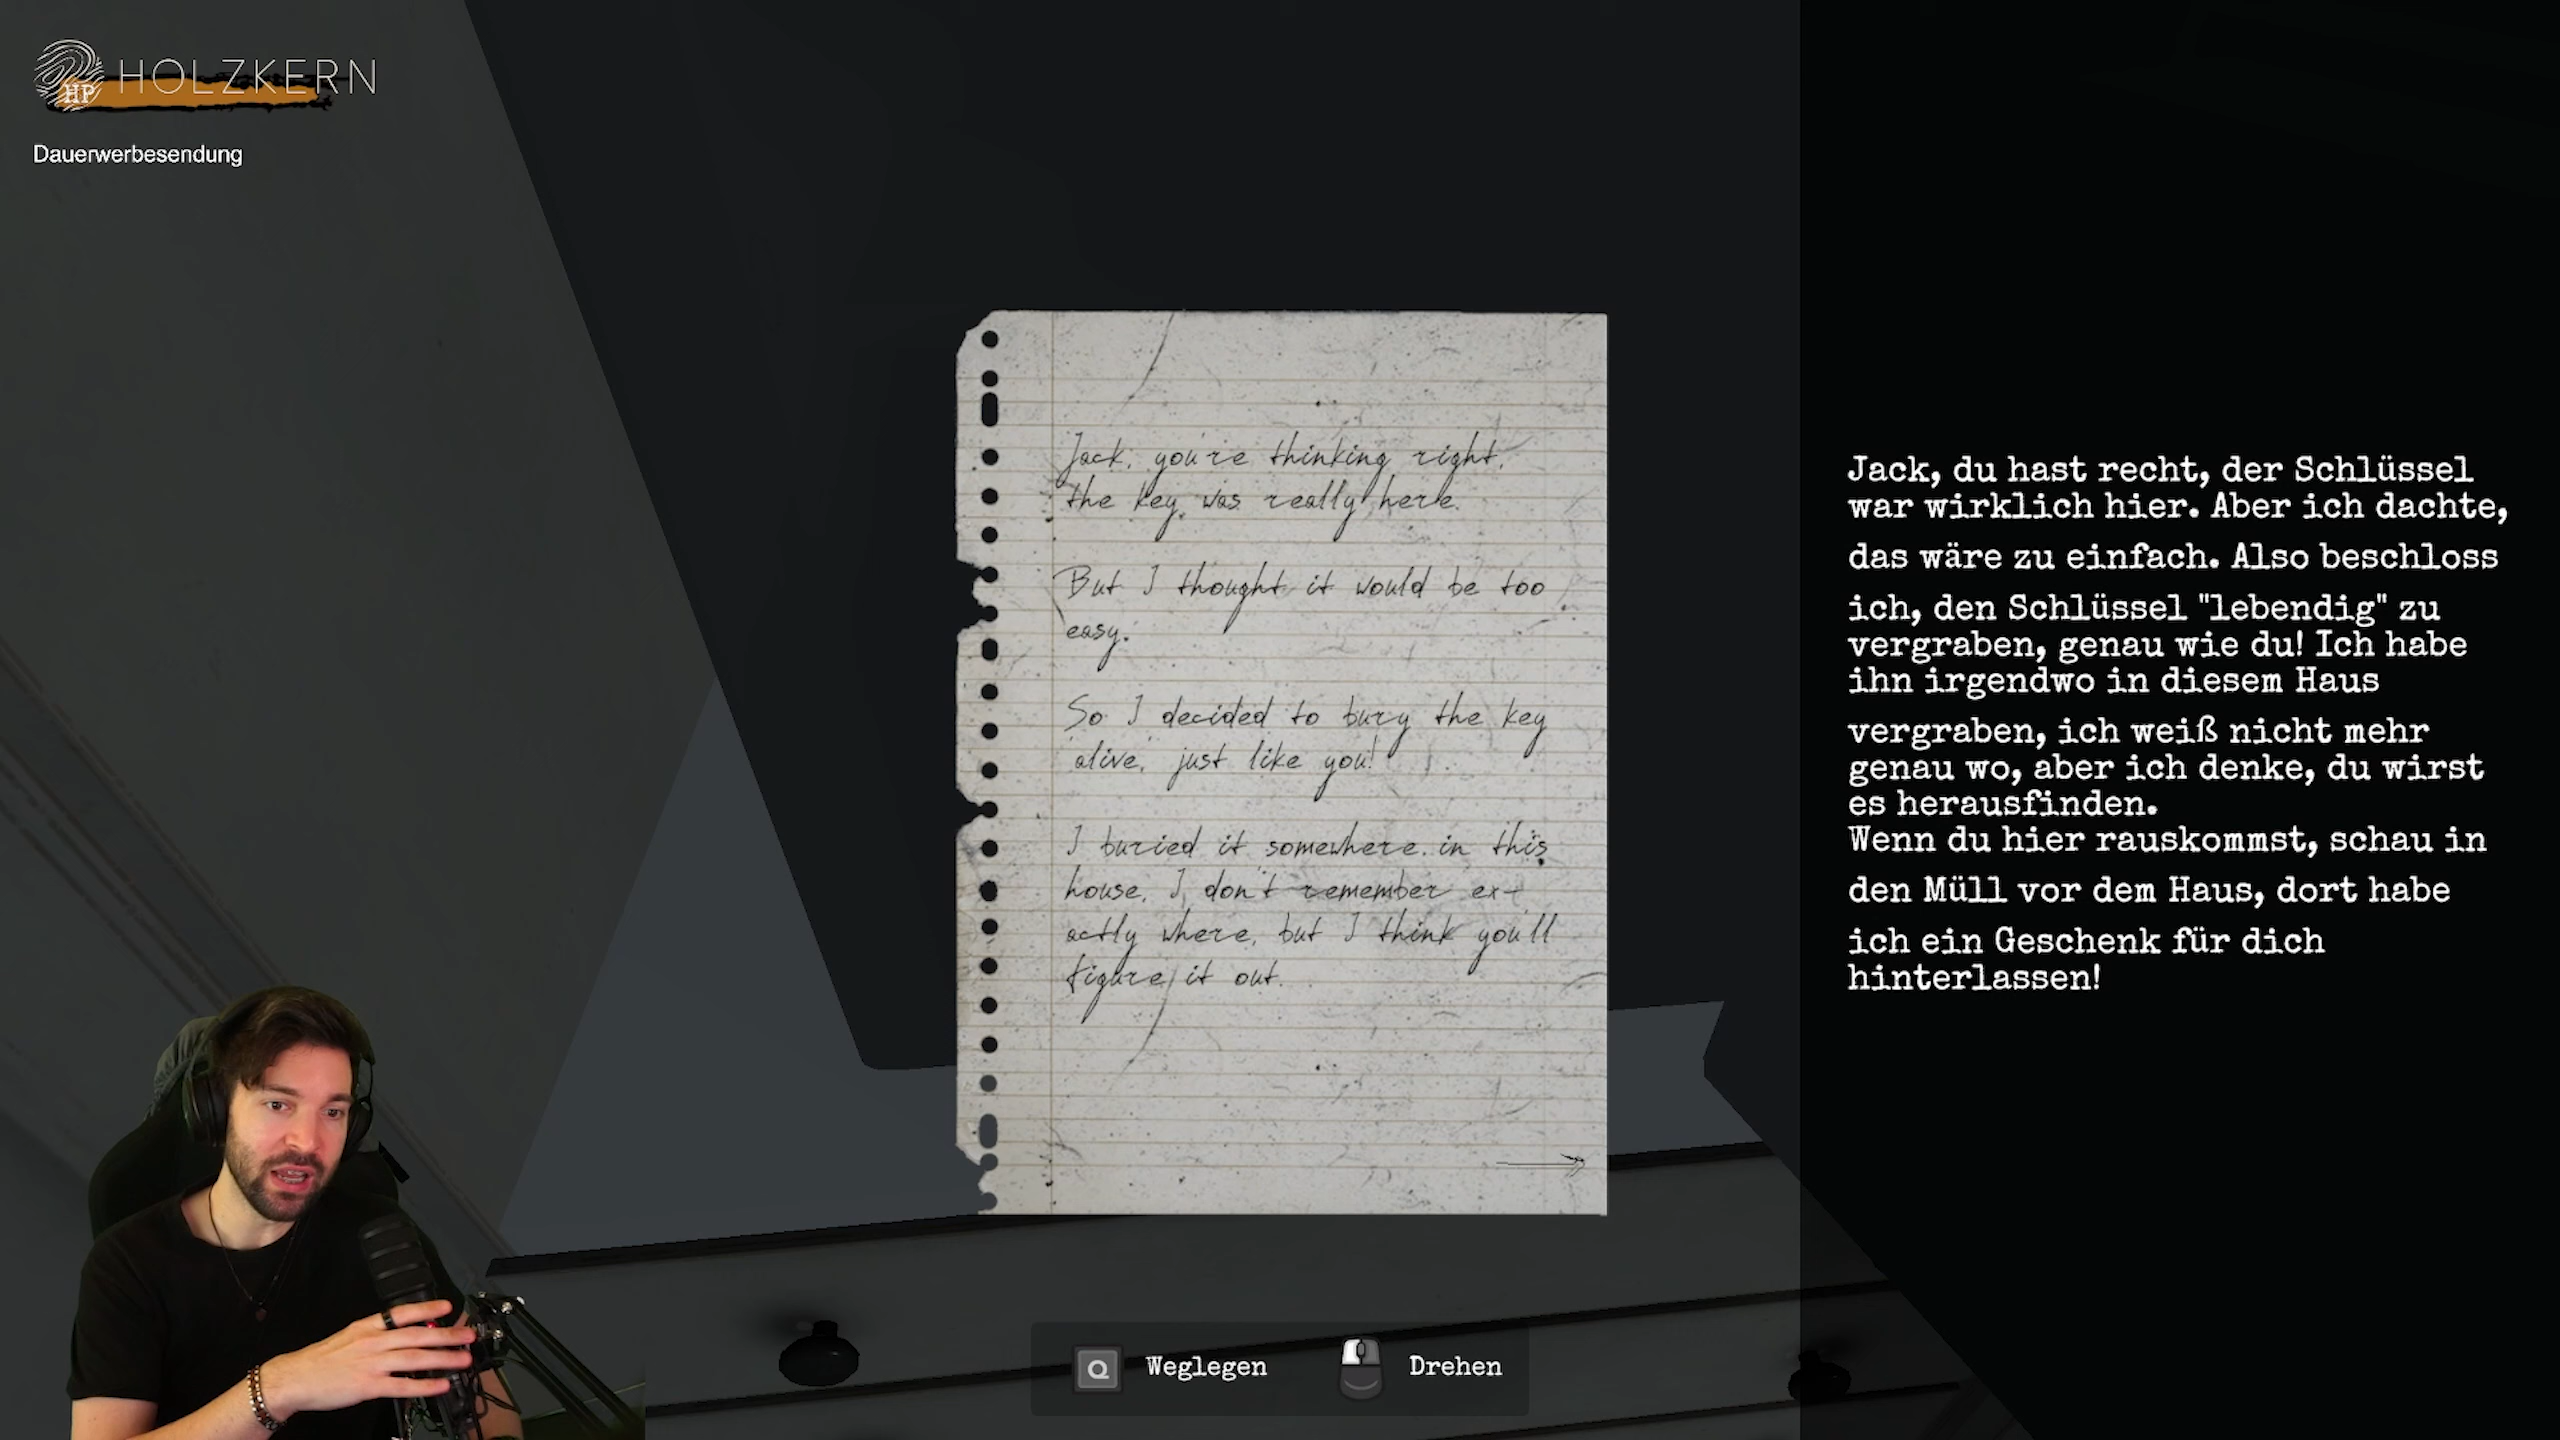 HOLZKERN
HP
Dauerwerbesendung
Jack, you're thinking right,
the key was really here.
But I thought it would be too
easy.
So I decided to bury the key
"alive," just like you!
I buried it somewhere in this
house, I don't remember ex-
actly where, but I think you'll
figure it out.
Jack, du hast recht, der Schlüssel
war wirklich hier. Aber ich dachte,
das wäre zu einfach. Also beschloss
ich, den Schlüssel "lebendig" zu
vergraben, genau wie du! Ich habe
ihn irgendwo in diesem Haus
vergraben, ich weiß nicht mehr
genau wo, aber ich denke, du wirst
es herausfinden.
Wenn du hier rauskommst, schau in
den Müll vor dem Haus, dort habe
ich ein Geschenk für dich
hinterlassen!
Q Weglegen Drehen